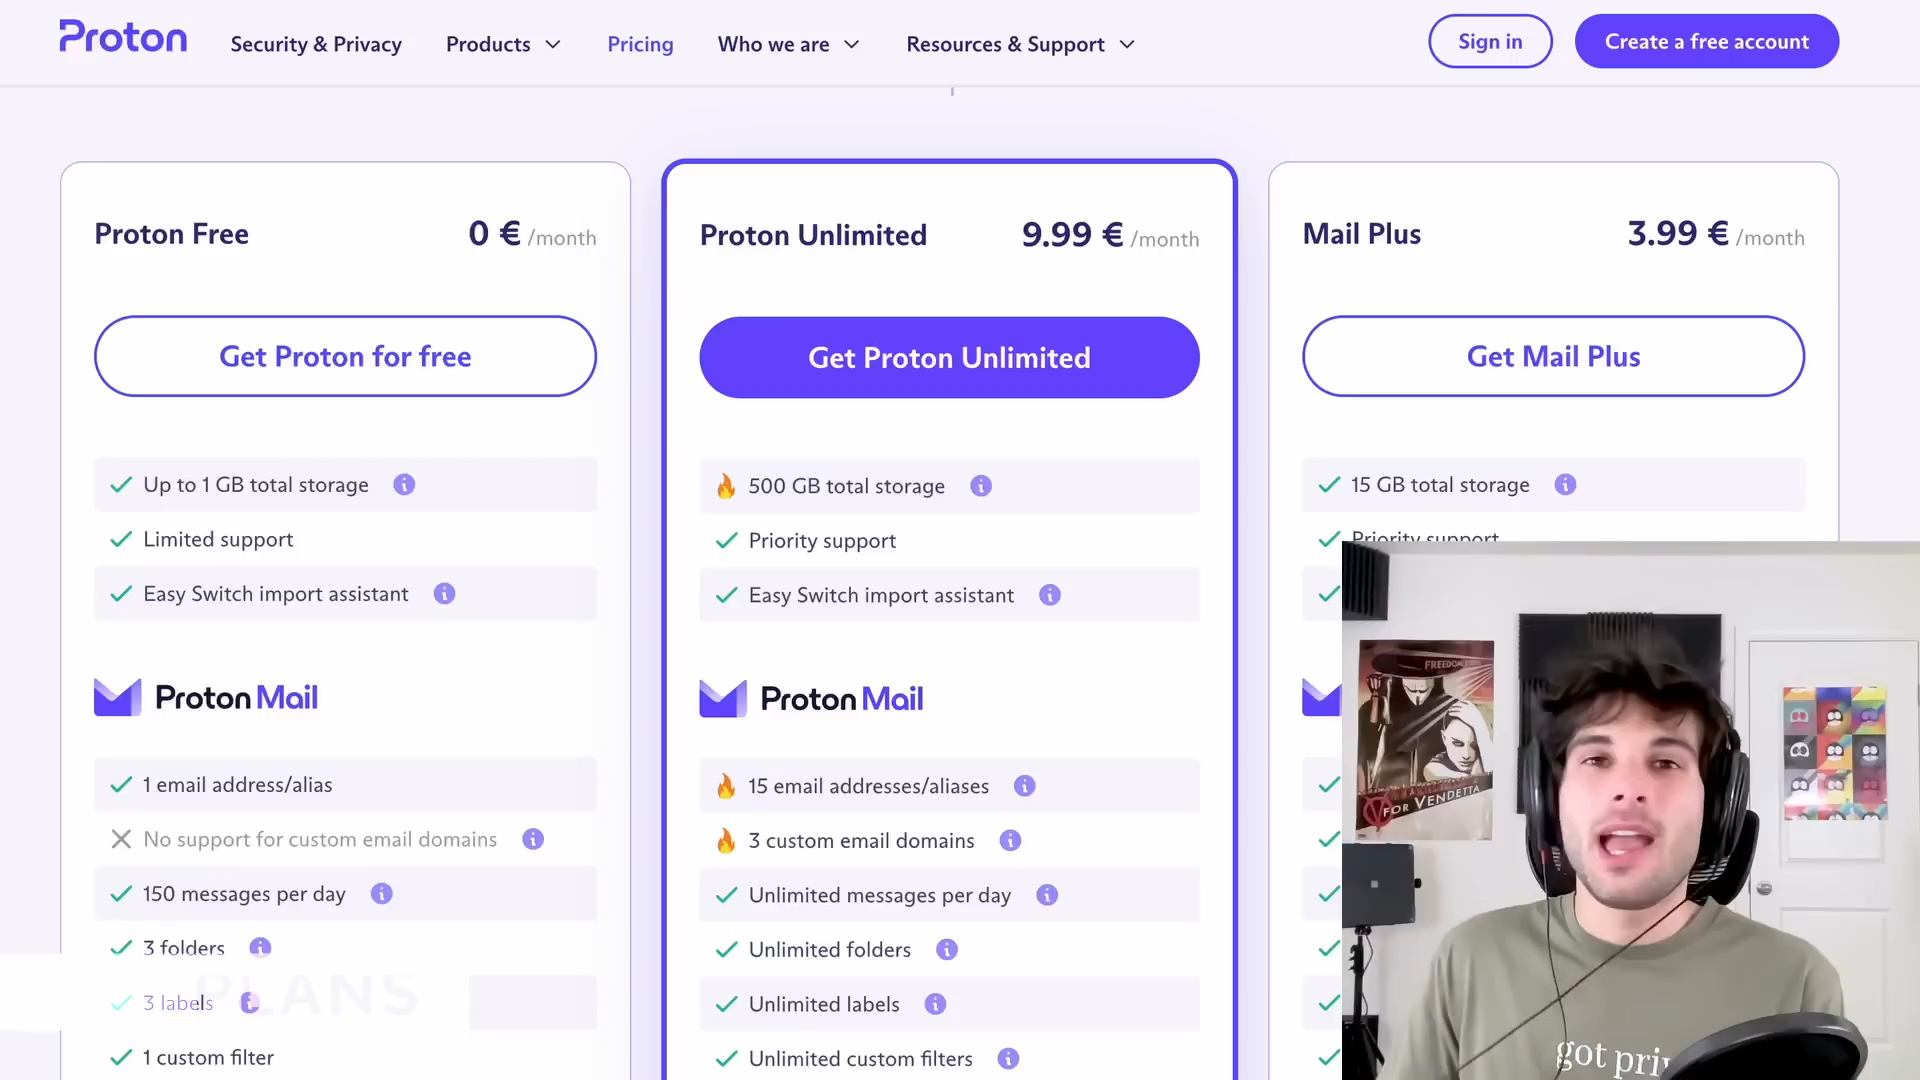 Proton
Security & Privacy
Products
Pricing
Who we are
Resources & Support
Sign in
Create a free account
Proton Free
0 € /month
Get Proton for free
Up to 1 GB total storage
Limited support
Easy Switch import assistant
Proton Mail
1 email address/alias
No support for custom email domains
150 messages per day
3 folders
3 labels
PLANS
1 custom filter
Proton Unlimited
9.99 € /month
Get Proton Unlimited
500 GB total storage
Priority support
Easy Switch import assistant
Proton Mail
15 email addresses/aliases
3 custom email domains
Unlimited messages per day
Unlimited folders
Unlimited labels
Unlimited custom filters
Mail Plus
3.99 € /month
Get Mail Plus
15 GB total storage
Priority support
V FOR VENDETTA
got